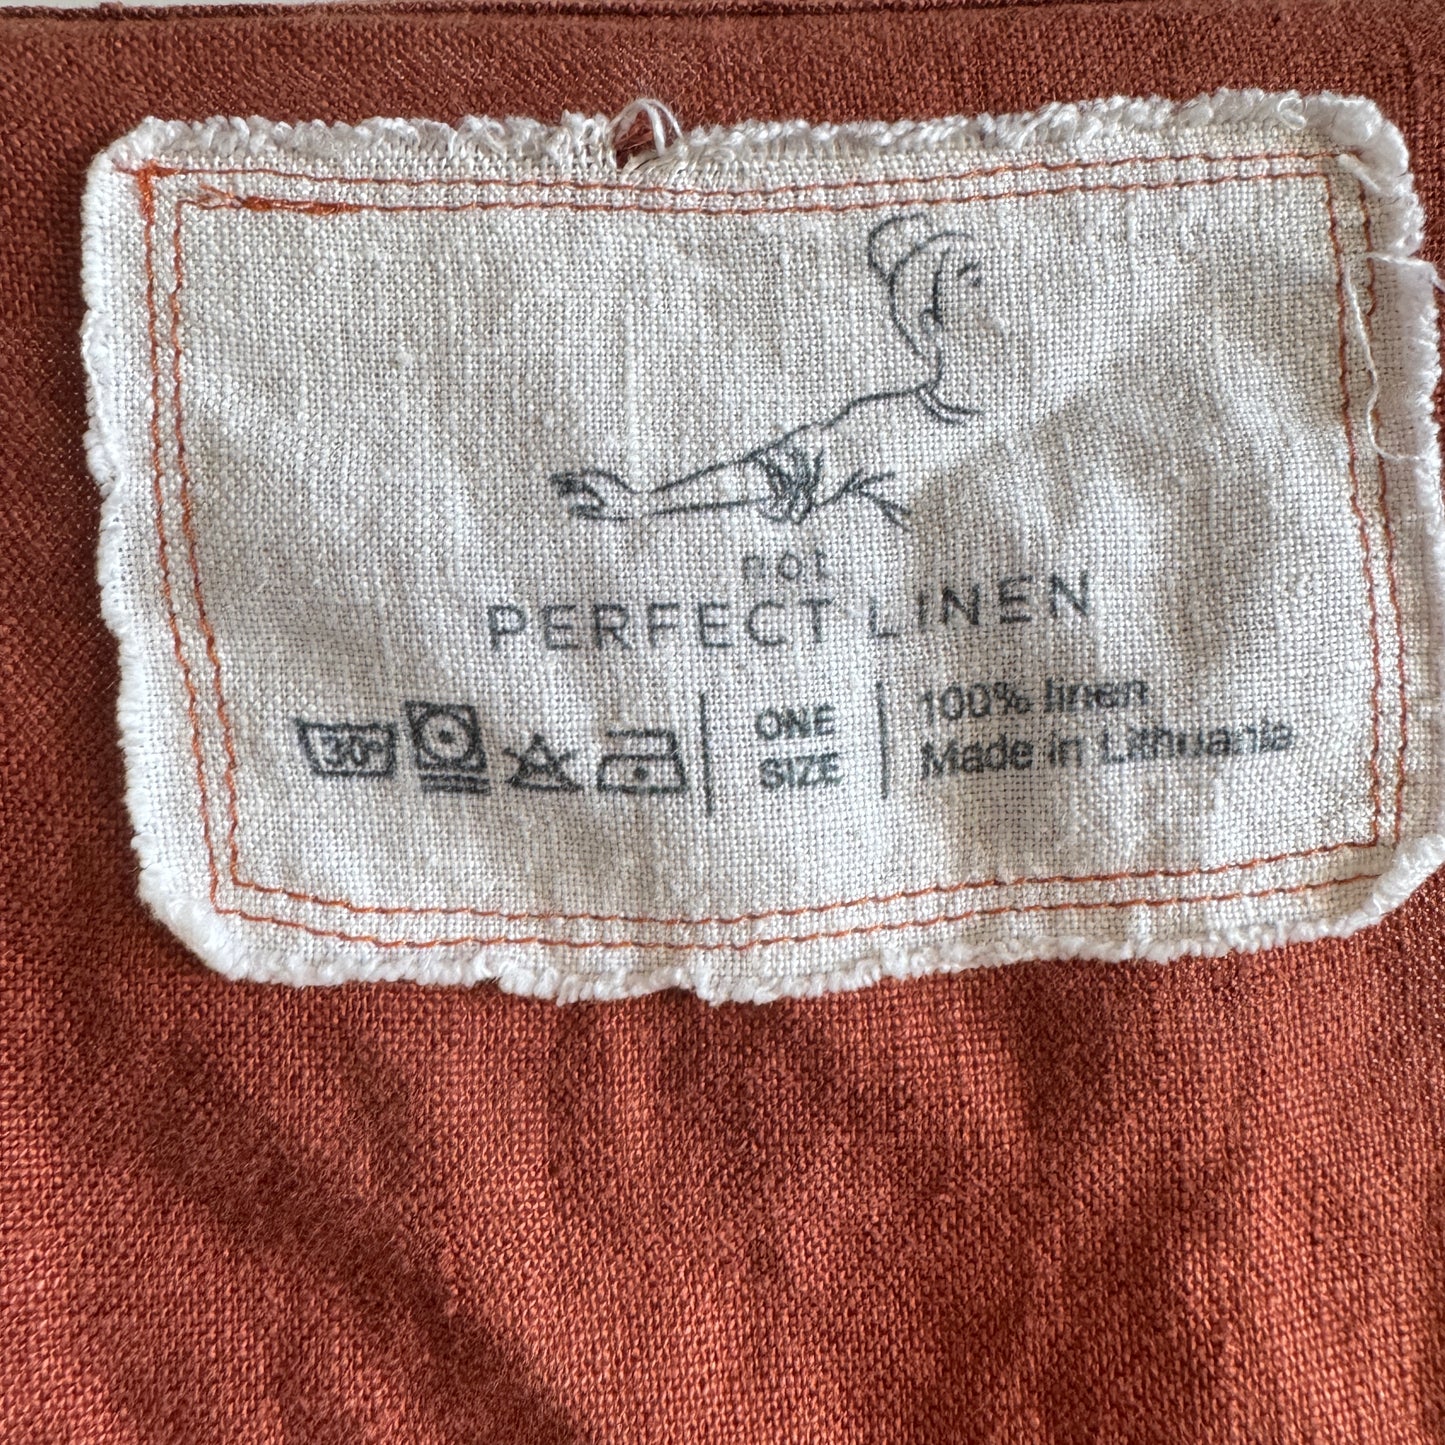 not
PERFECT LINEN
30°
ONE
SIZE
100% linen
Made in Lithuania